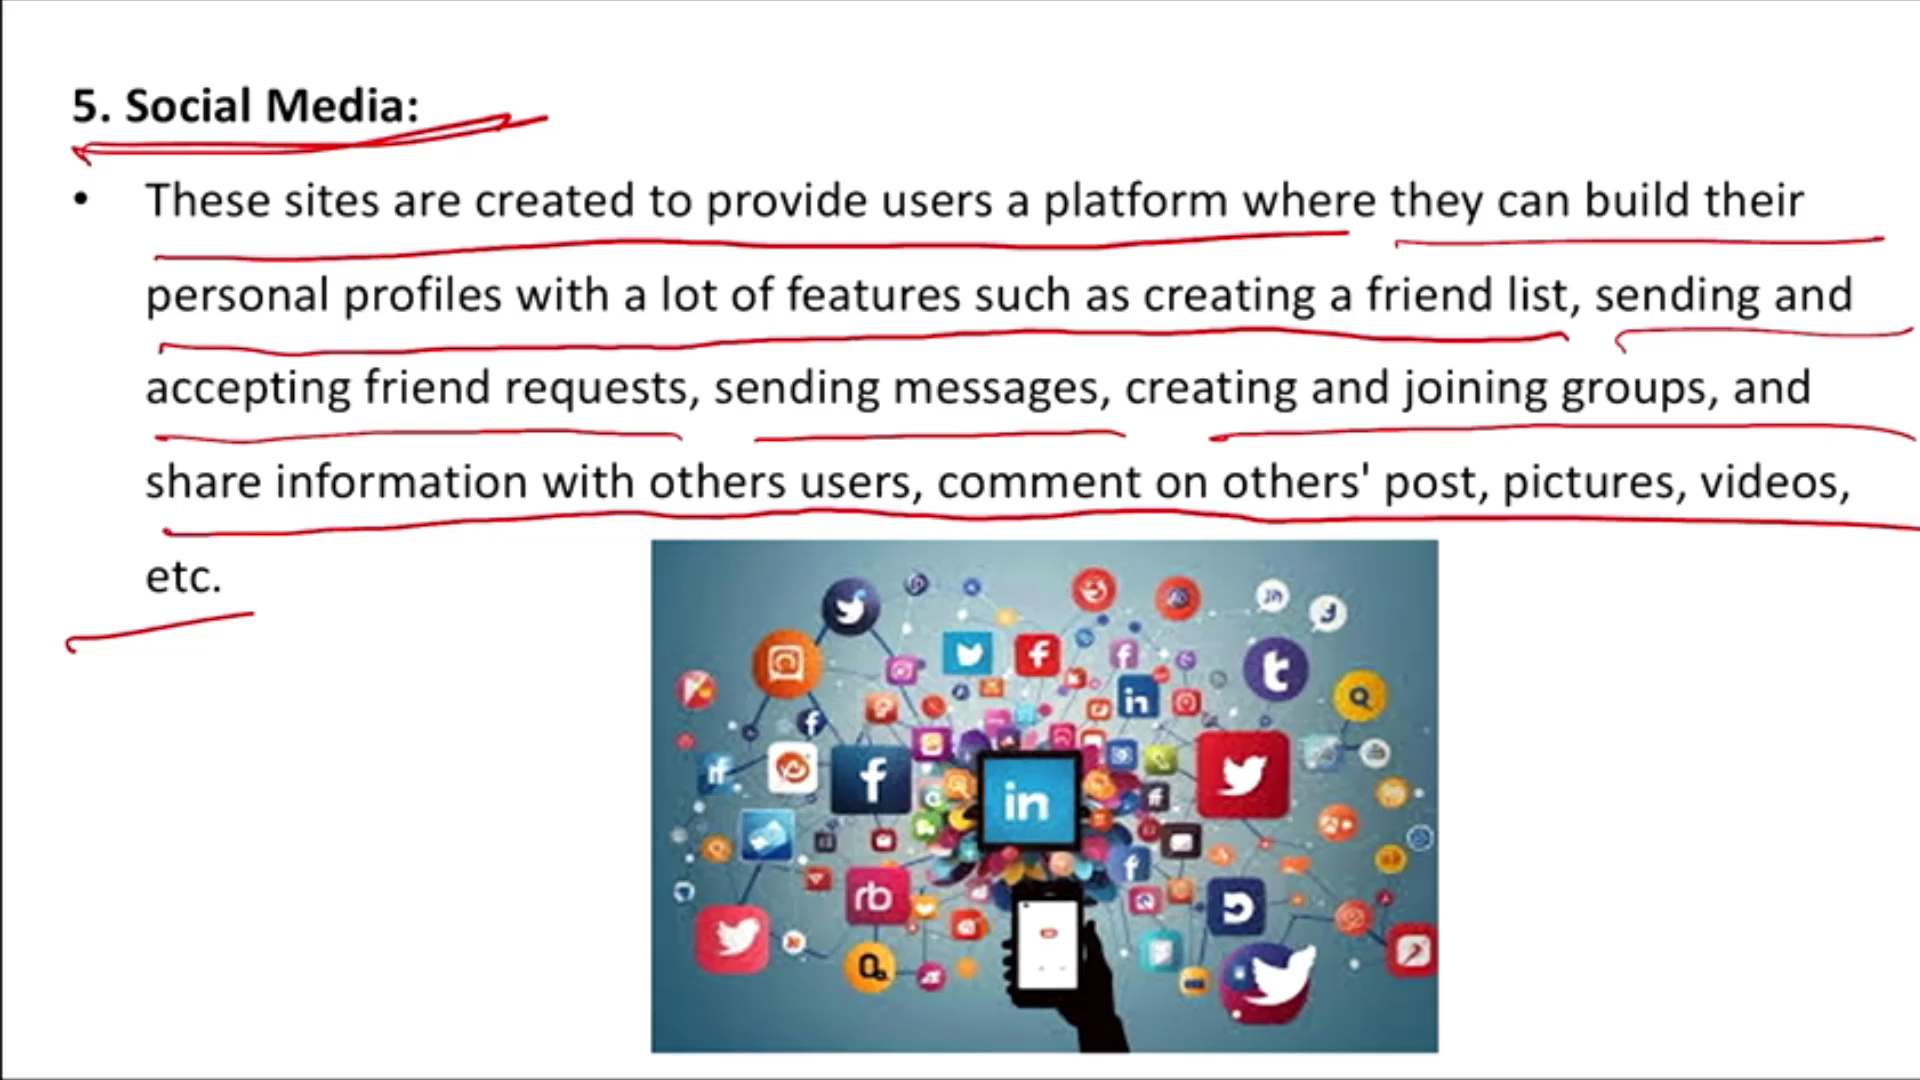 5. Social Media:
• These sites are created to provide users a platform where they can build their
personal profiles with a lot of features such as creating a friend list, sending and
accepting friend requests, sending messages, creating and joining groups, and
share information with others users, comment on others' post, pictures, videos,
etc.
in
rb